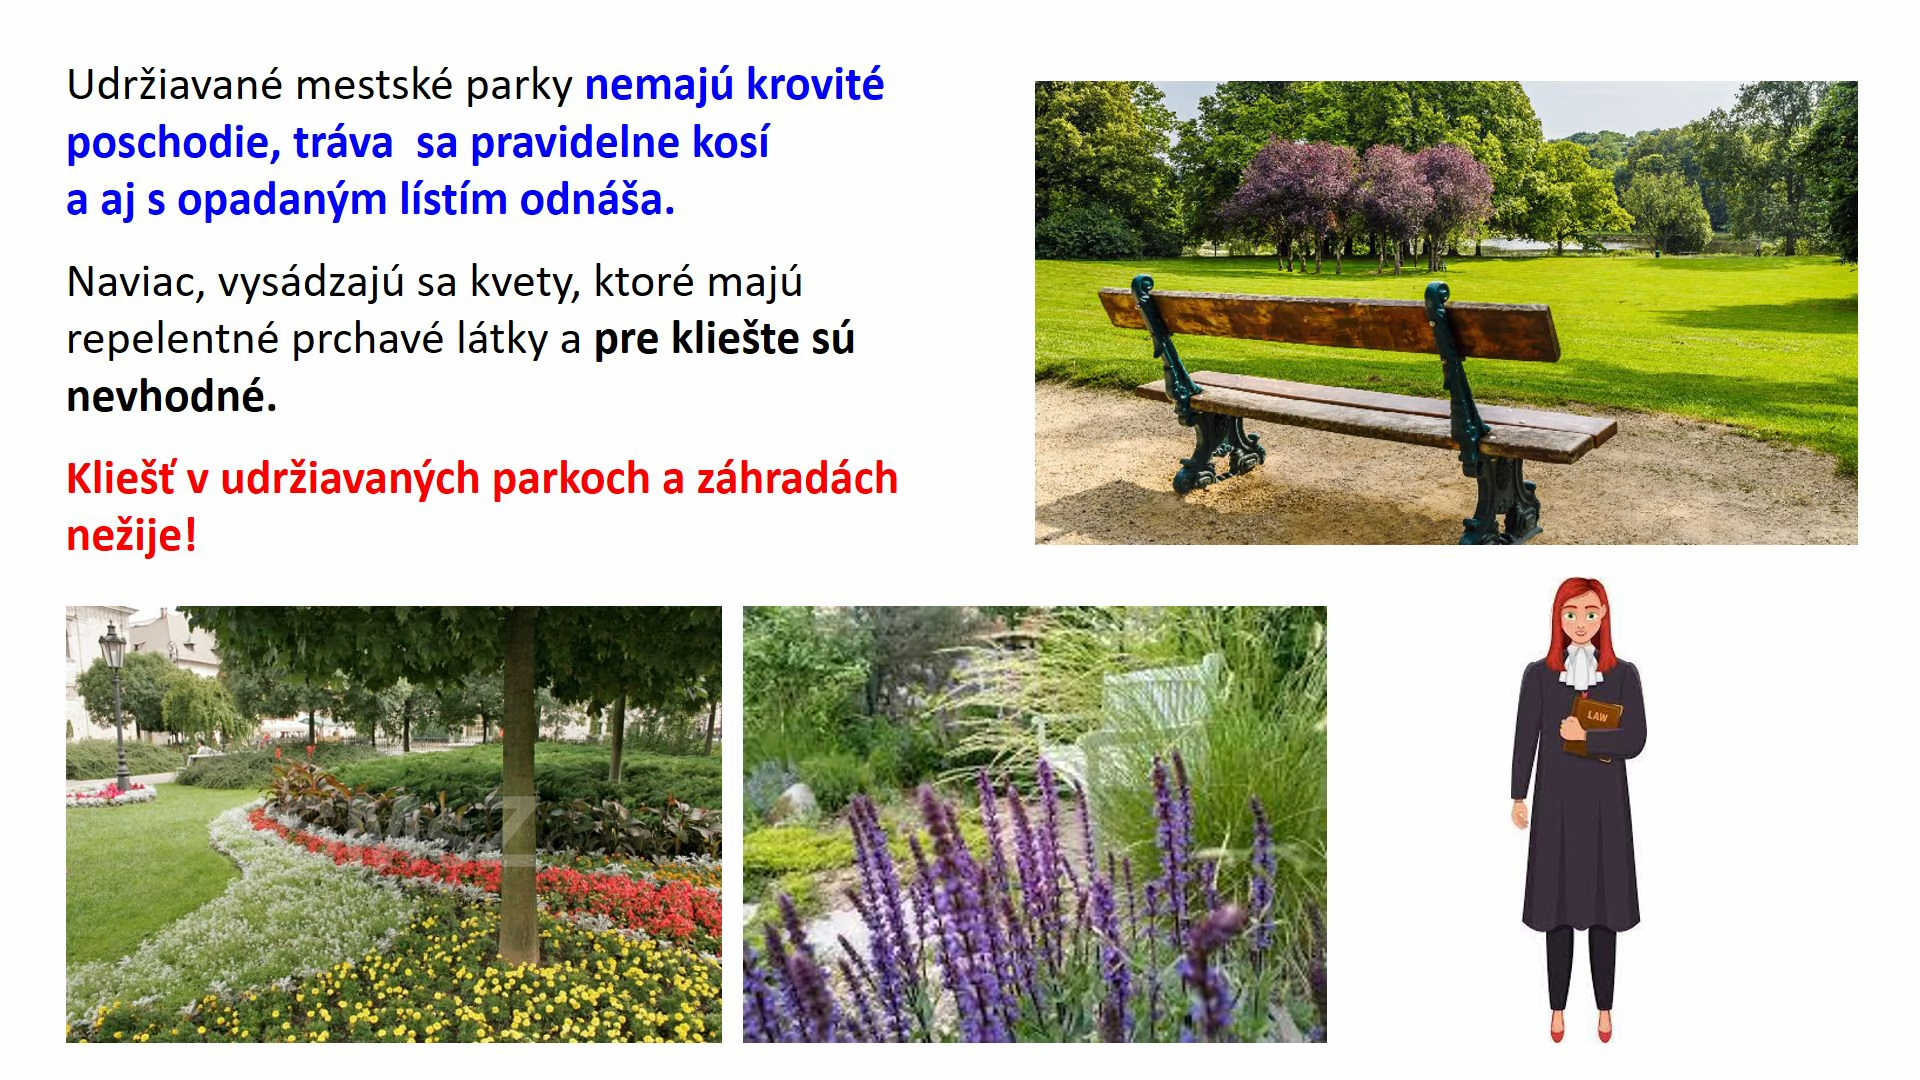 Udržiavané mestské parky nemajú krovité
poschodie, tráva  sa pravidelne kosí
a aj s opadaným lístím odnáša.
Naviac, vysádzajú sa kvety, ktoré majú
repelentné prchavé látky a pre kliešte sú
nevhodné.
Kliešť v udržiavaných parkoch a záhradách
nežije!
LAW